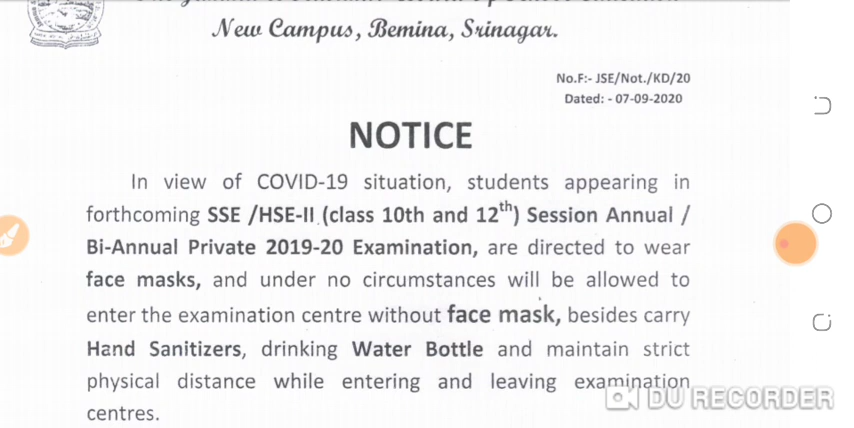 New Campus, Bemina, Srinagar.
No.F:- JSE/Not./KD/20
Dated: - 07-09-2020
NOTICE
In view of COVID-19 situation, students appearing in
forthcoming SSE /HSE-II (class 10th and 12th) Session Annual /
Bi-Annual Private 2019-20 Examination, are directed to wear
face masks, and under no circumstances will be allowed to
enter the examination centre without face mask, besides carry
Hand Sanitizers, drinking Water Bottle and maintain strict
physical distance while entering and leaving examination
centres.
DU RECORDER